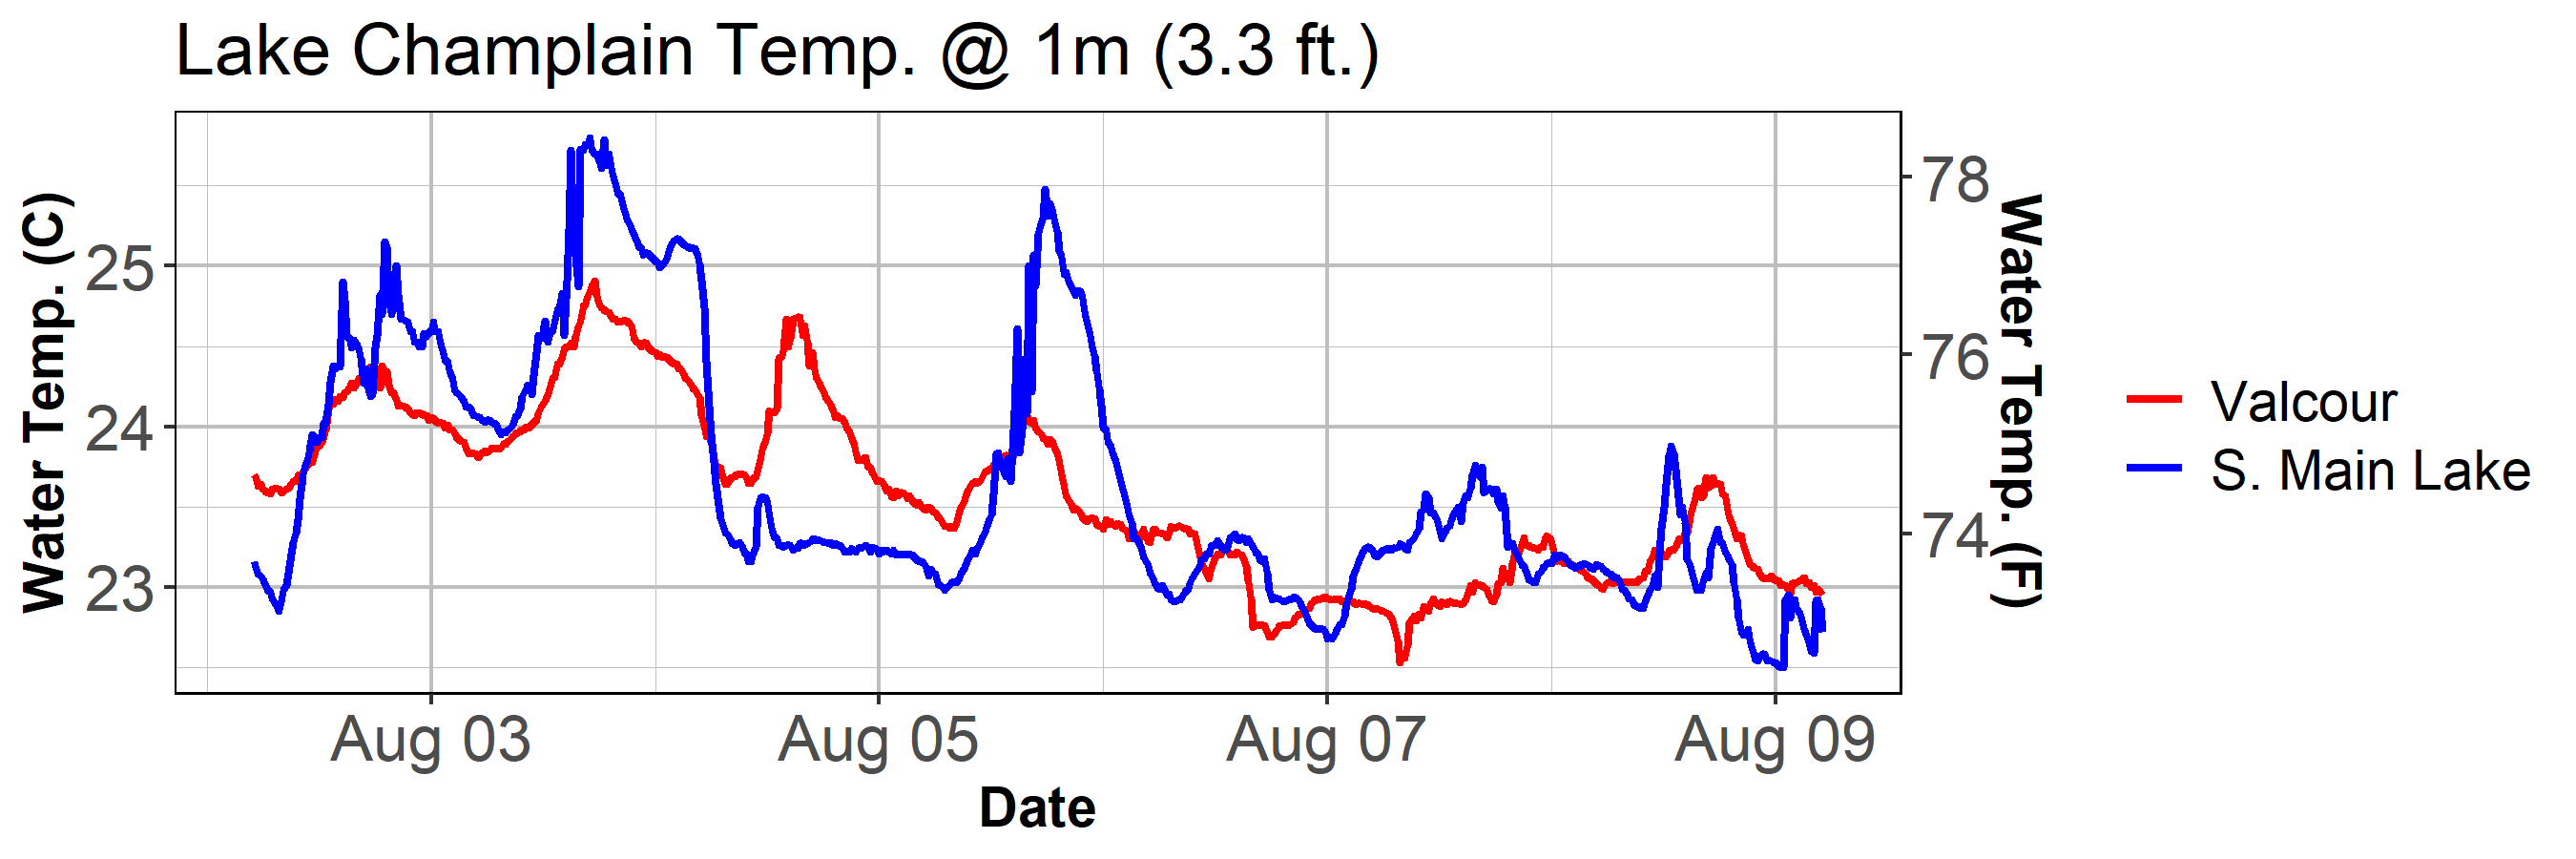 Lake Champlain Temp. @ 1m (3.3 ft.)
Water Temp. (C)
25
24
23
78
76
74
Water Temp. (F)
Aug 03
Aug 05
Aug 07
Aug 09
Date
Valcour
S. Main Lake